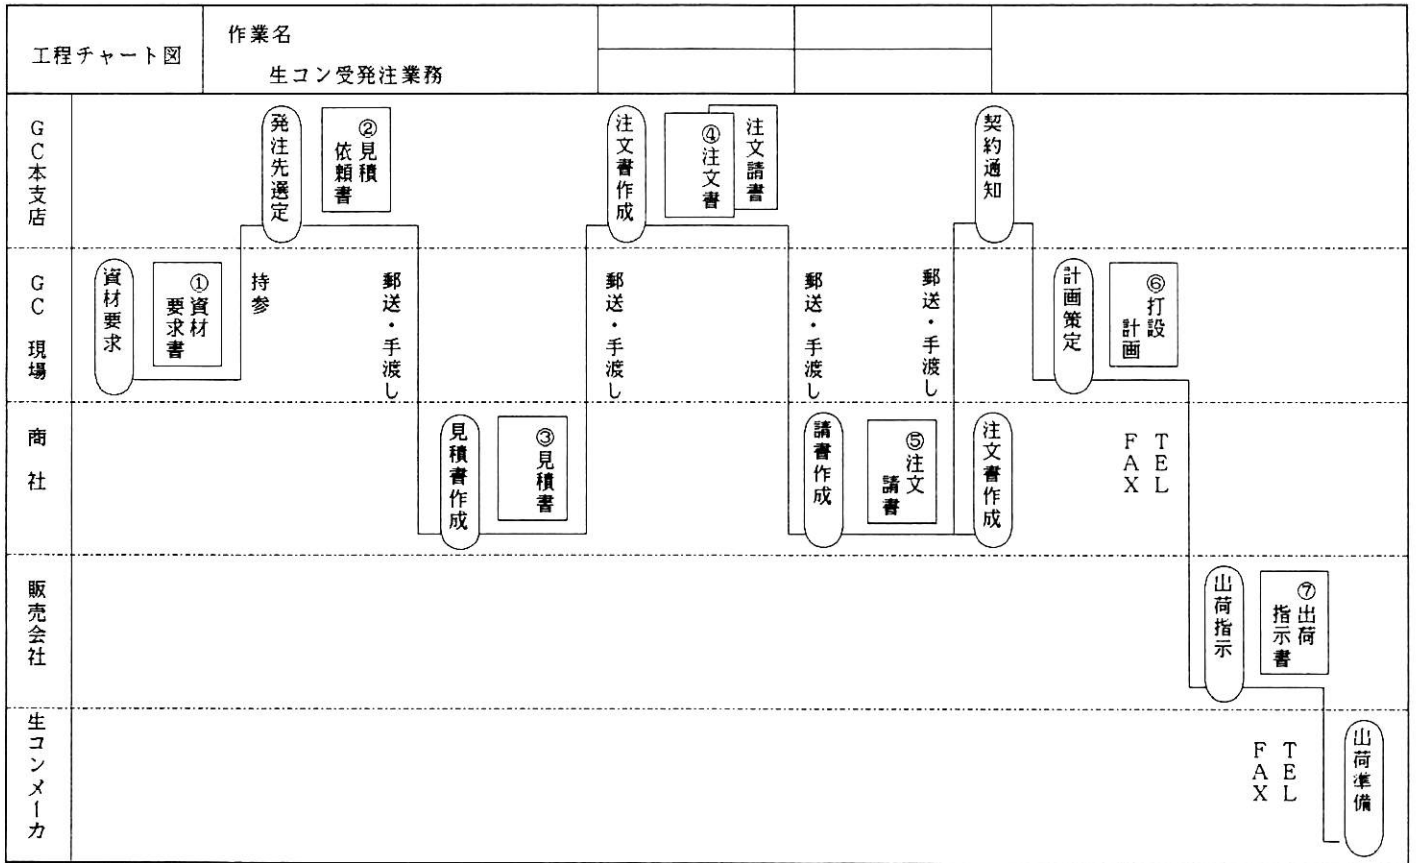 工程チャート図
作業名
生コン受発注業務
GC本支店
発注先選定
②見積
依頼書
注文書作成
④注文書
注文請書
契約通知
GC 現場
資材要求
①資材
要求書
持参
郵送・手渡し
郵送・手渡し
郵送・手渡し
郵送・手渡し
計画策定
⑥打設
計画
商社
見積書作成
③見積書
請書作成
⑤注文
請書
注文書作成
TEL
FAX
販売会社
出荷指示
⑦出荷
指示書
生コンメーカ
TEL
FAX
出荷準備